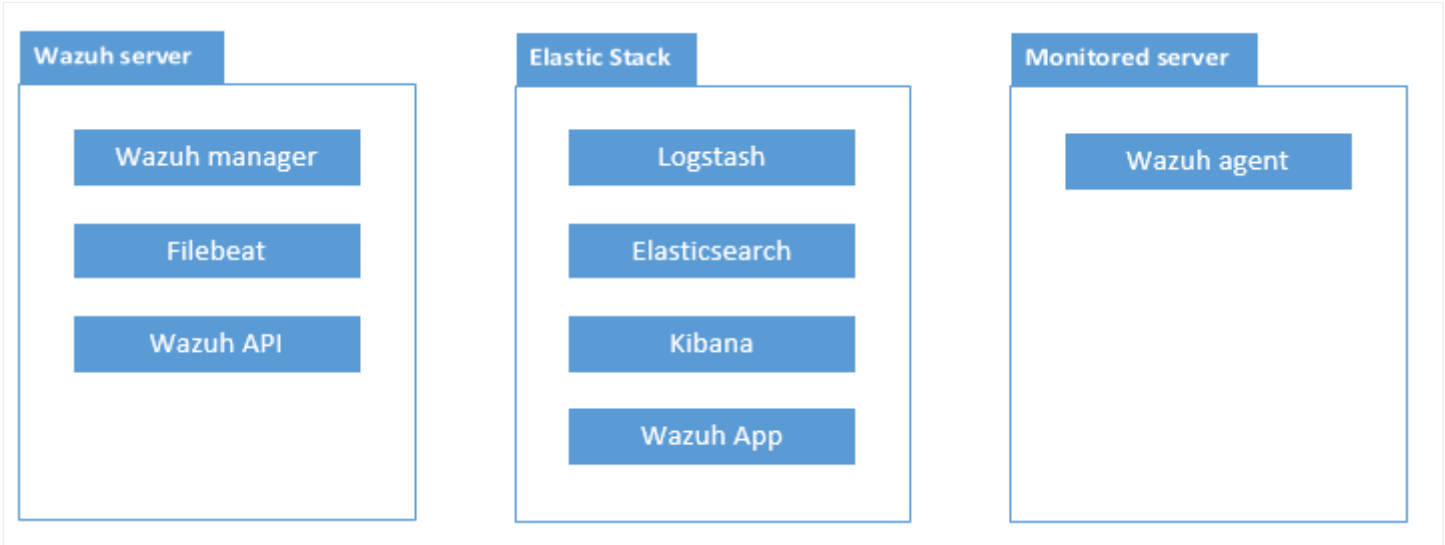 Wazuh server
Wazuh manager
Filebeat
Wazuh API
Elastic Stack
Logstash
Elasticsearch
Kibana
Wazuh App
Monitored server
Wazuh agent